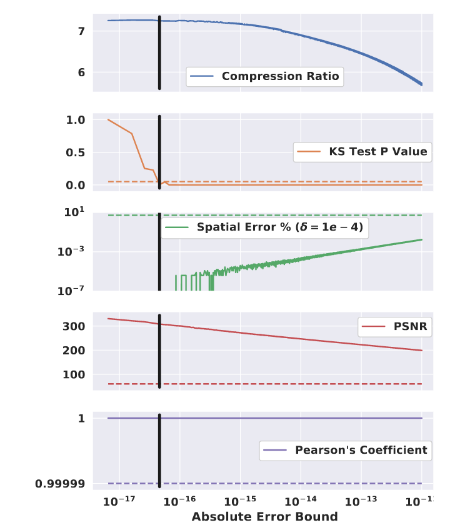 7
6
Compression Ratio
1.0
0.5
0.0
KS Test P Value
10¹
10⁻³
10⁻⁷
Spatial Error % (δ = 1e − 4)
300
200
100
PSNR
1
0.99999
Pearson's Coefficient
10⁻¹⁷ 10⁻¹⁶ 10⁻¹⁵ 10⁻¹⁴ 10⁻¹³ 10⁻¹
Absolute Error Bound